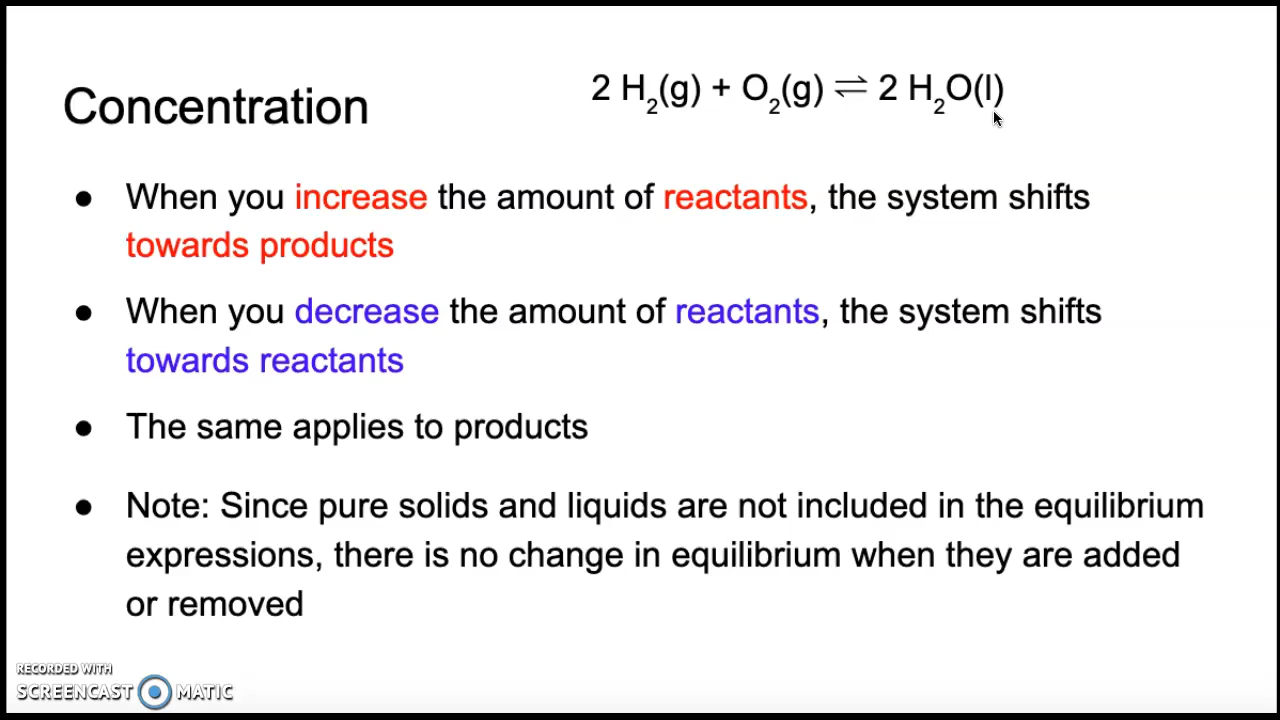 Concentration
2 H₂(g) + O₂(g) ⇌ 2 H₂O(l)
● When you increase the amount of reactants, the system shifts
towards products
● When you decrease the amount of reactants, the system shifts
towards reactants
● The same applies to products
● Note: Since pure solids and liquids are not included in the equilibrium
expressions, there is no change in equilibrium when they are added
or removed
RECORDED WITH
SCREENCAST MATIC